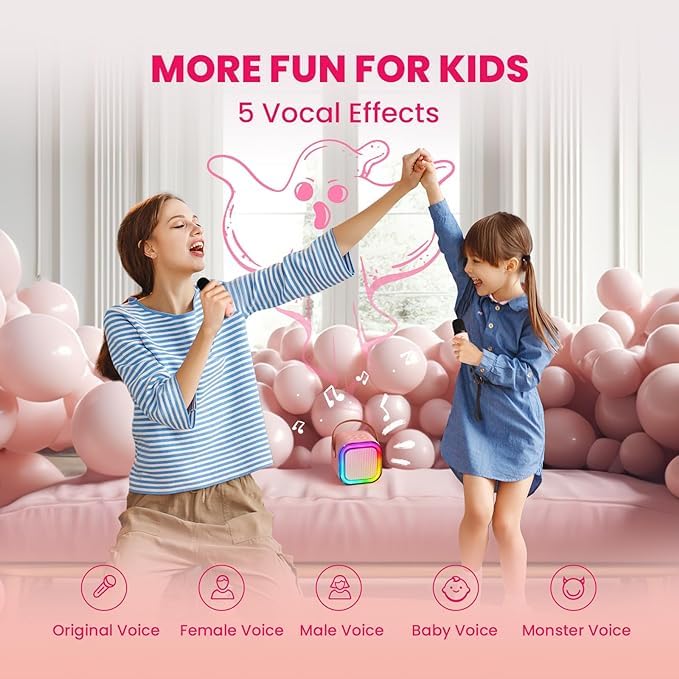 MORE FUN FOR KIDS
5 Vocal Effects
Original Voice
Female Voice
Male Voice
Baby Voice
Monster Voice